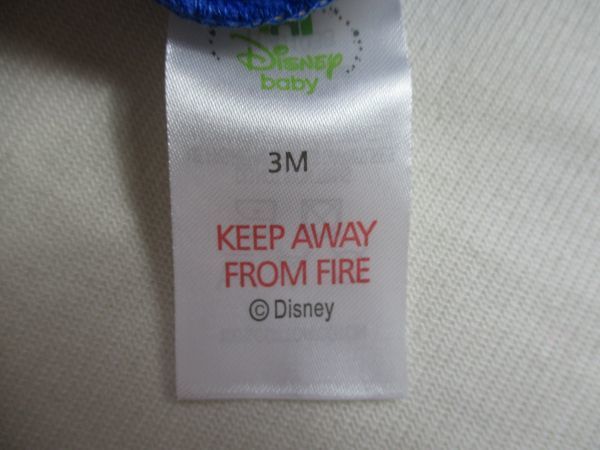 Disney
baby
3M
KEEP AWAY
FROM FIRE
© Disney